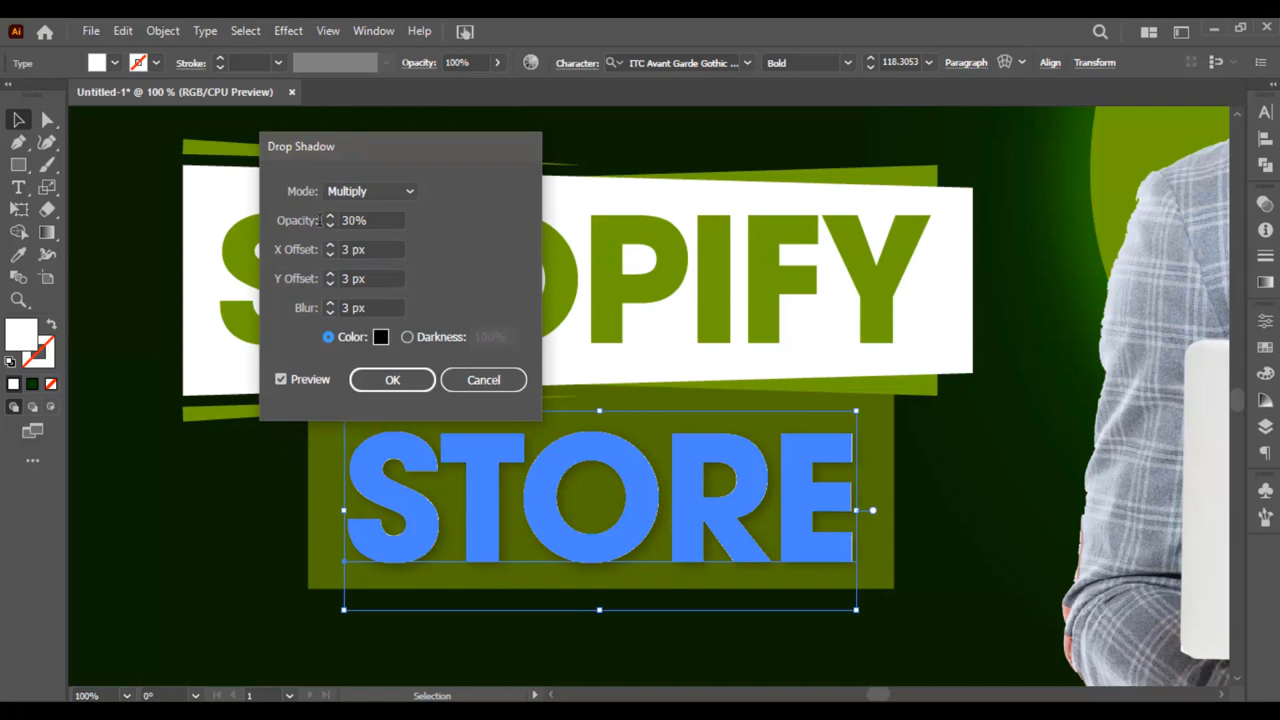 Ai File Edit Object Type Select Effect View Window Help
Type Stroke: Opacity: 100% Character: ITC Avant Garde Gothic ... Bold 118.3053 Paragraph Align Transform
Untitled-1* @ 100 % (RGB/CPU Preview) ×
Drop Shadow
Mode: Multiply
Opacity: 30%
X Offset: 3 px
Y Offset: 3 px
Blur: 3 px
Color: Darkness: 100%
Preview OK Cancel
PIFY
STORE
100% 0° 1 Selection